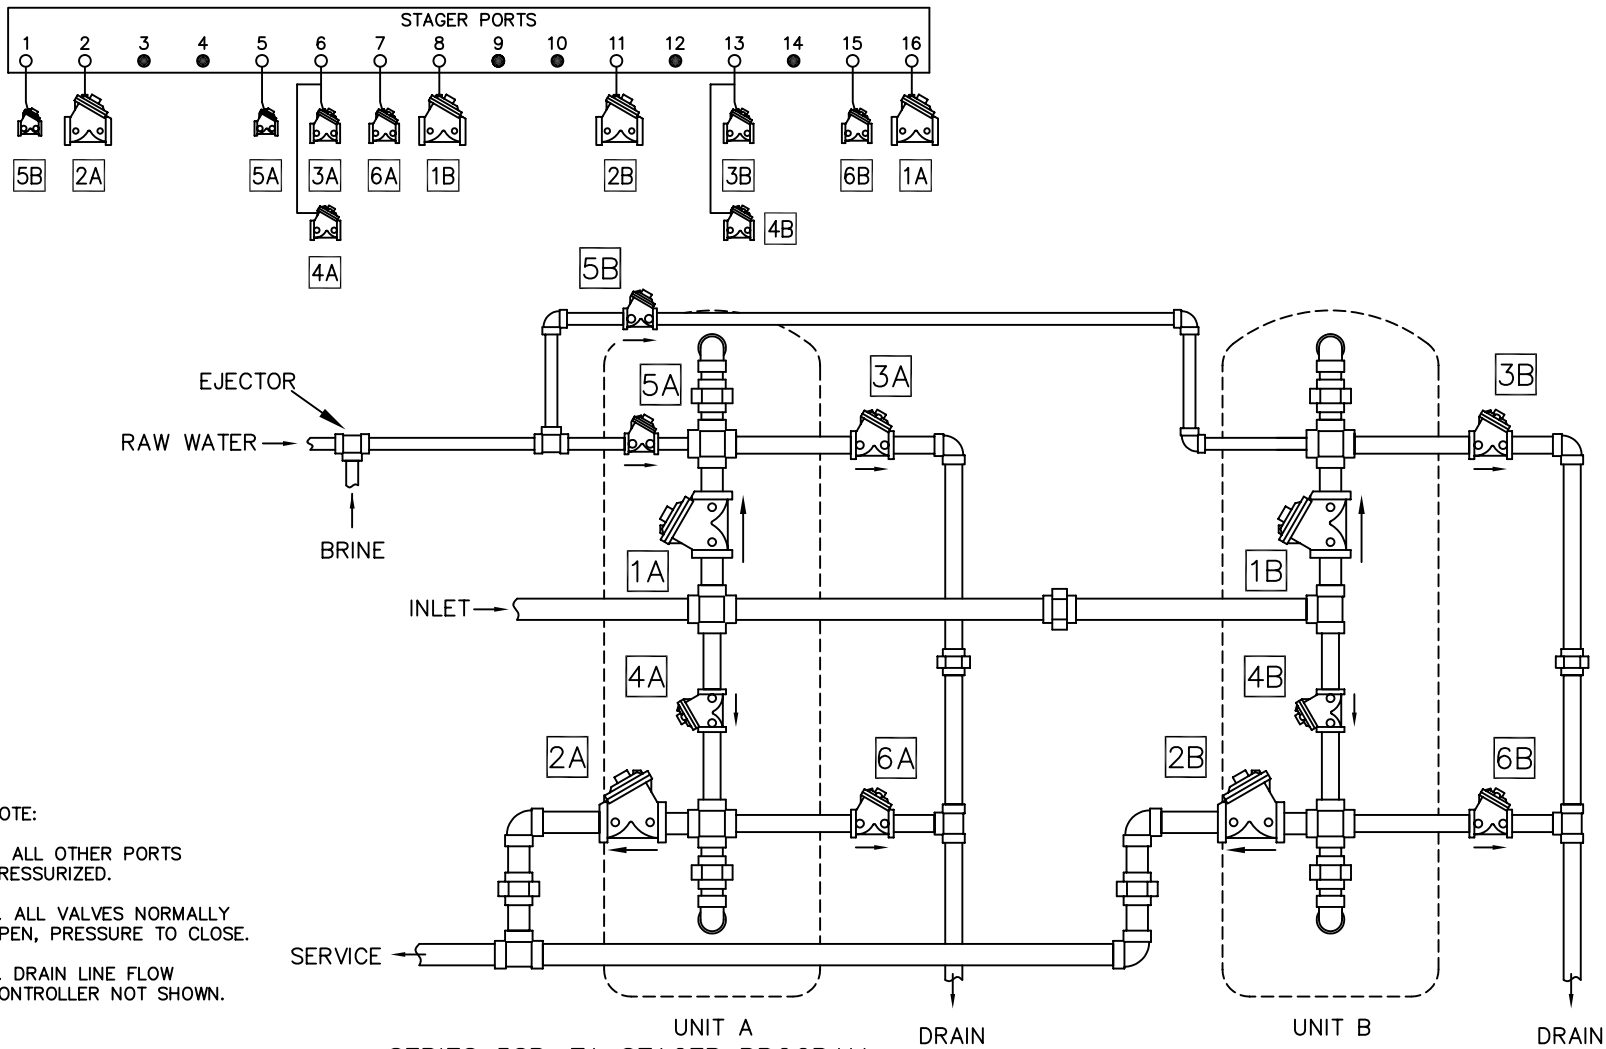 STAGER PORTS
1 2 3 4 5 6 7 8 9 10 11 12 13 14 15 16
5B 2A 5A 3A 6A 1B 2B 3B 6B 1A
4A 4B
5B
5A 3A 3B
EJECTOR
RAW WATER
BRINE
1A 1B
INLET
4A 4B
2A 6A 2B 6B
OTE:
ALL OTHER PORTS
RESSURIZED.
. ALL VALVES NORMALLY
PEN, PRESSURE TO CLOSE.
. DRAIN LINE FLOW
ONTROLLER NOT SHOWN.
SERVICE
UNIT A DRAIN UNIT B DRAIN